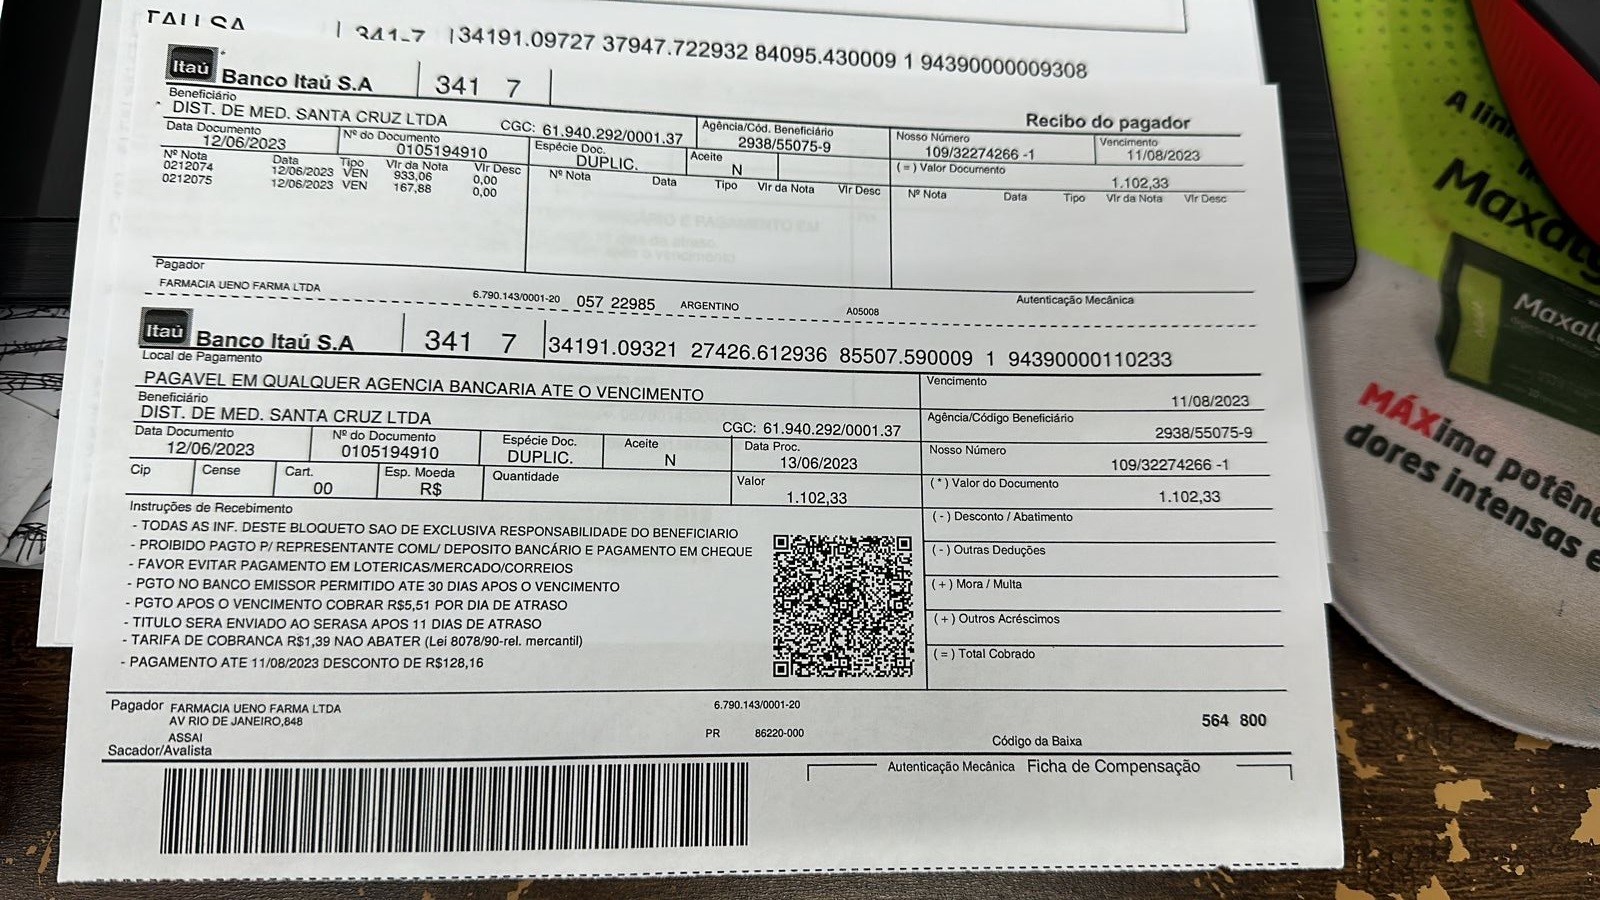 341-7 34191.09727 37947.722932 84095.430009 1 94390000009308
Itaú Banco Itaú S.A 341 7
Recibo do pagador
Beneficiário
DIST. DE MED. SANTA CRUZ LTDA CGC: 61.940.292/0001.37
Agência/Cód. Beneficiário
2938/55075-9
Nosso Número
109/32274266 -1
Vencimento
11/08/2023
Data Documento
12/06/2023
Nº do Documento
0105194910
Espécie Doc.
DUPLIC.
Aceite
N
( = ) Valor Documento
1.102,33
Nº Nota Data Tipo Vlr da Nota Vlr Desc
0212074 12/06/2023 VEN 933,06 0,00
0212075 12/06/2023 VEN 167,88 0,00
Nº Nota Data Tipo Vlr da Nota Vlr Desc
Nº Nota Data Tipo Vlr da Nota Vlr Desc
Pagador
FARMACIA UENO FARMA LTDA 6.790.143/0001-20 057 22985 ARGENTINO A05008
Autenticação Mecânica
Itaú Banco Itaú S.A 341 7 34191.09321 27426.612936 85507.590009 1 94390000110233
Local de Pagamento
PAGAVEL EM QUALQUER AGENCIA BANCARIA ATE O VENCIMENTO
Vencimento
11/08/2023
Beneficiário
DIST. DE MED. SANTA CRUZ LTDA CGC: 61.940.292/0001.37
Agência/Código Beneficiário
2938/55075-9
Data Documento
12/06/2023
Nº do Documento
0105194910
Espécie Doc.
DUPLIC.
Aceite
N
Data Proc.
13/06/2023
Nosso Número
109/32274266 -1
Cip
Cense
Cart.
00
Esp. Moeda
R$
Quantidade
Valor
1.102,33
( * ) Valor do Documento
1.102,33
Instruções de Recebimento
- TODAS AS INF. DESTE BLOQUETO SAO DE EXCLUSIVA RESPONSABILIDADE DO BENEFICIARIO
- PROIBIDO PAGTO P/ REPRESENTANTE COML/ DEPOSITO BANCÁRIO E PAGAMENTO EM CHEQUE
- FAVOR EVITAR PAGAMENTO EM LOTERICAS/MERCADO/CORREIOS
- PGTO NO BANCO EMISSOR PERMITIDO ATE 30 DIAS APOS O VENCIMENTO
- PGTO APOS O VENCIMENTO COBRAR R$5,51 POR DIA DE ATRASO
- TITULO SERA ENVIADO AO SERASA APOS 11 DIAS DE ATRASO
- TARIFA DE COBRANCA R$1,39 NAO ABATER (Lei 8078/90-rel. mercantil)
- PAGAMENTO ATE 11/08/2023 DESCONTO DE R$128,16
( - ) Desconto / Abatimento
( - ) Outras Deduções
( + ) Mora / Multa
( + ) Outros Acréscimos
( = ) Total Cobrado
Pagador FARMACIA UENO FARMA LTDA 6.790.143/0001-20
AV RIO DE JANEIRO,848
ASSAI PR 86220-000
564 800
Sacador/Avalista
Código da Baixa
Autenticação Mecânica Ficha de Compensação
A
MÁXima
dores intensas e